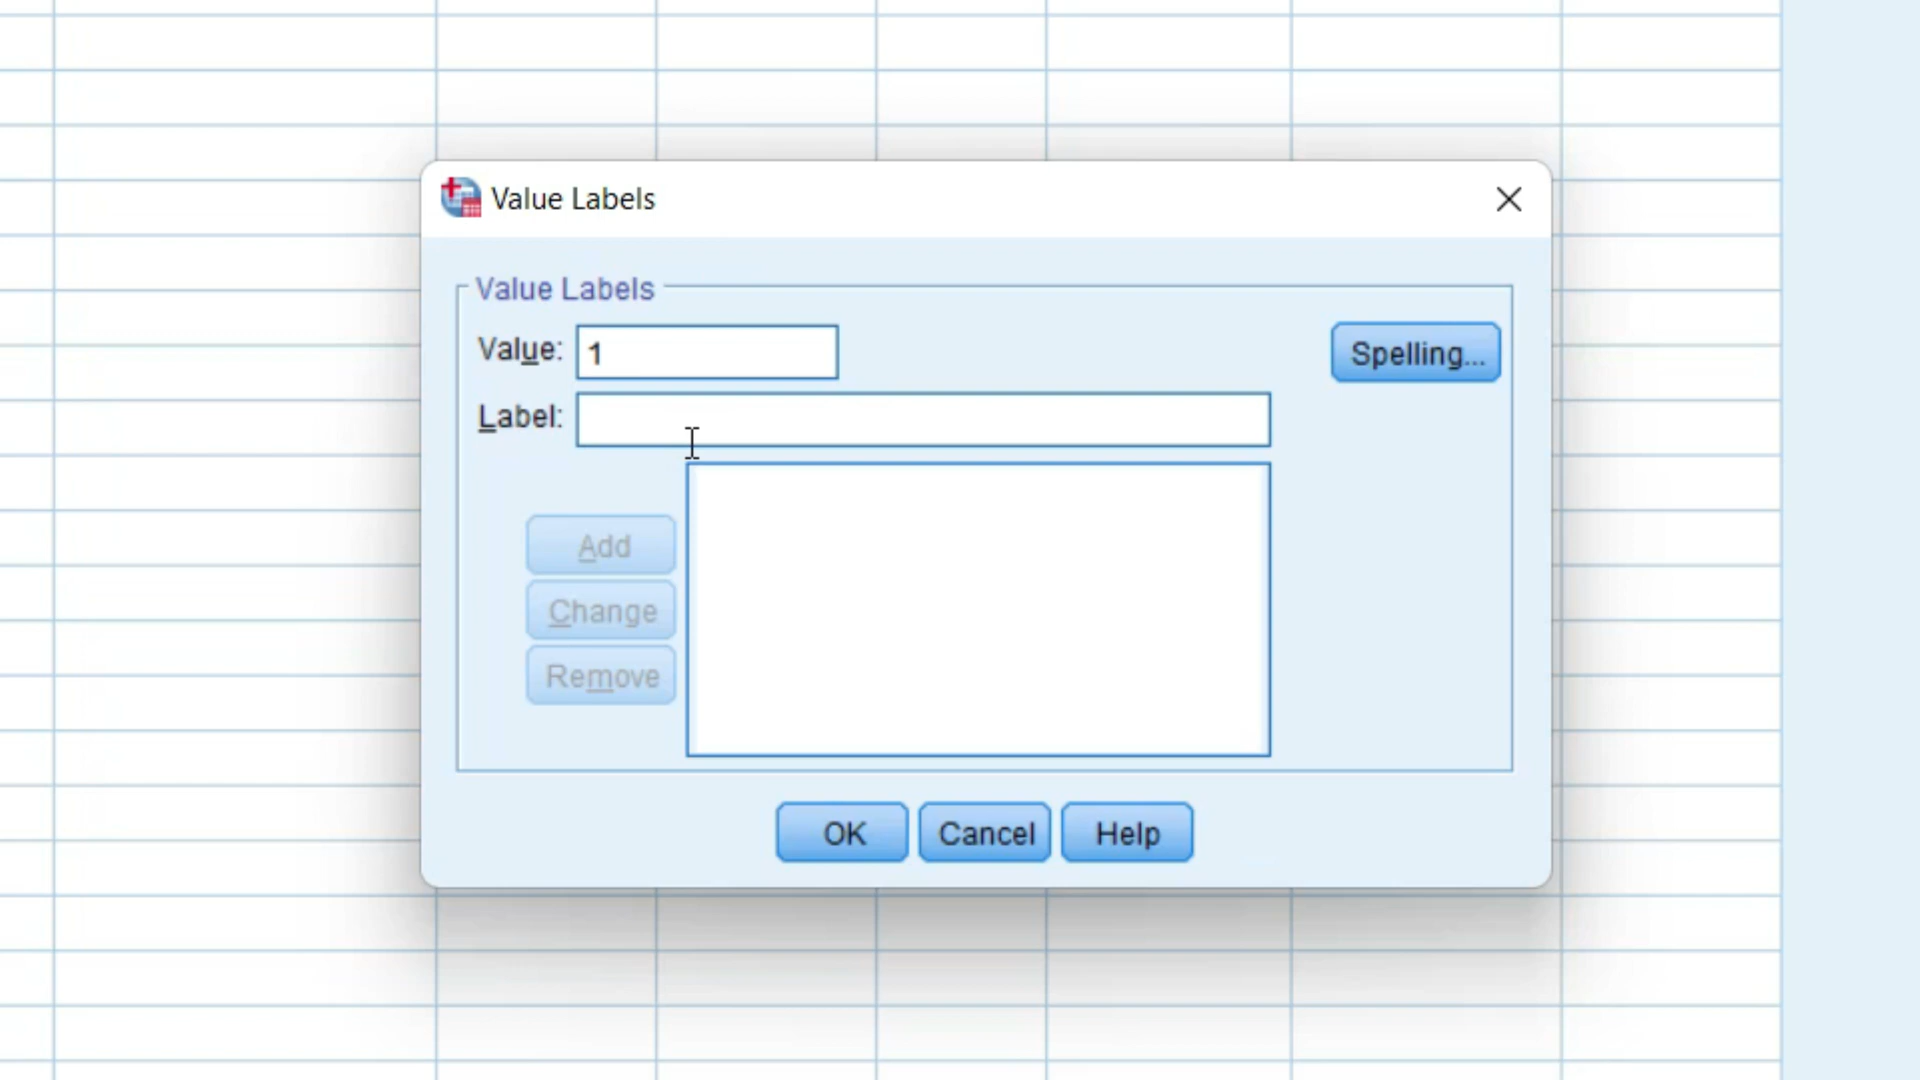 Value Labels
Value Labels
Value: 1
Spelling...
Label:
Add
Change
Remove
OK Cancel Help